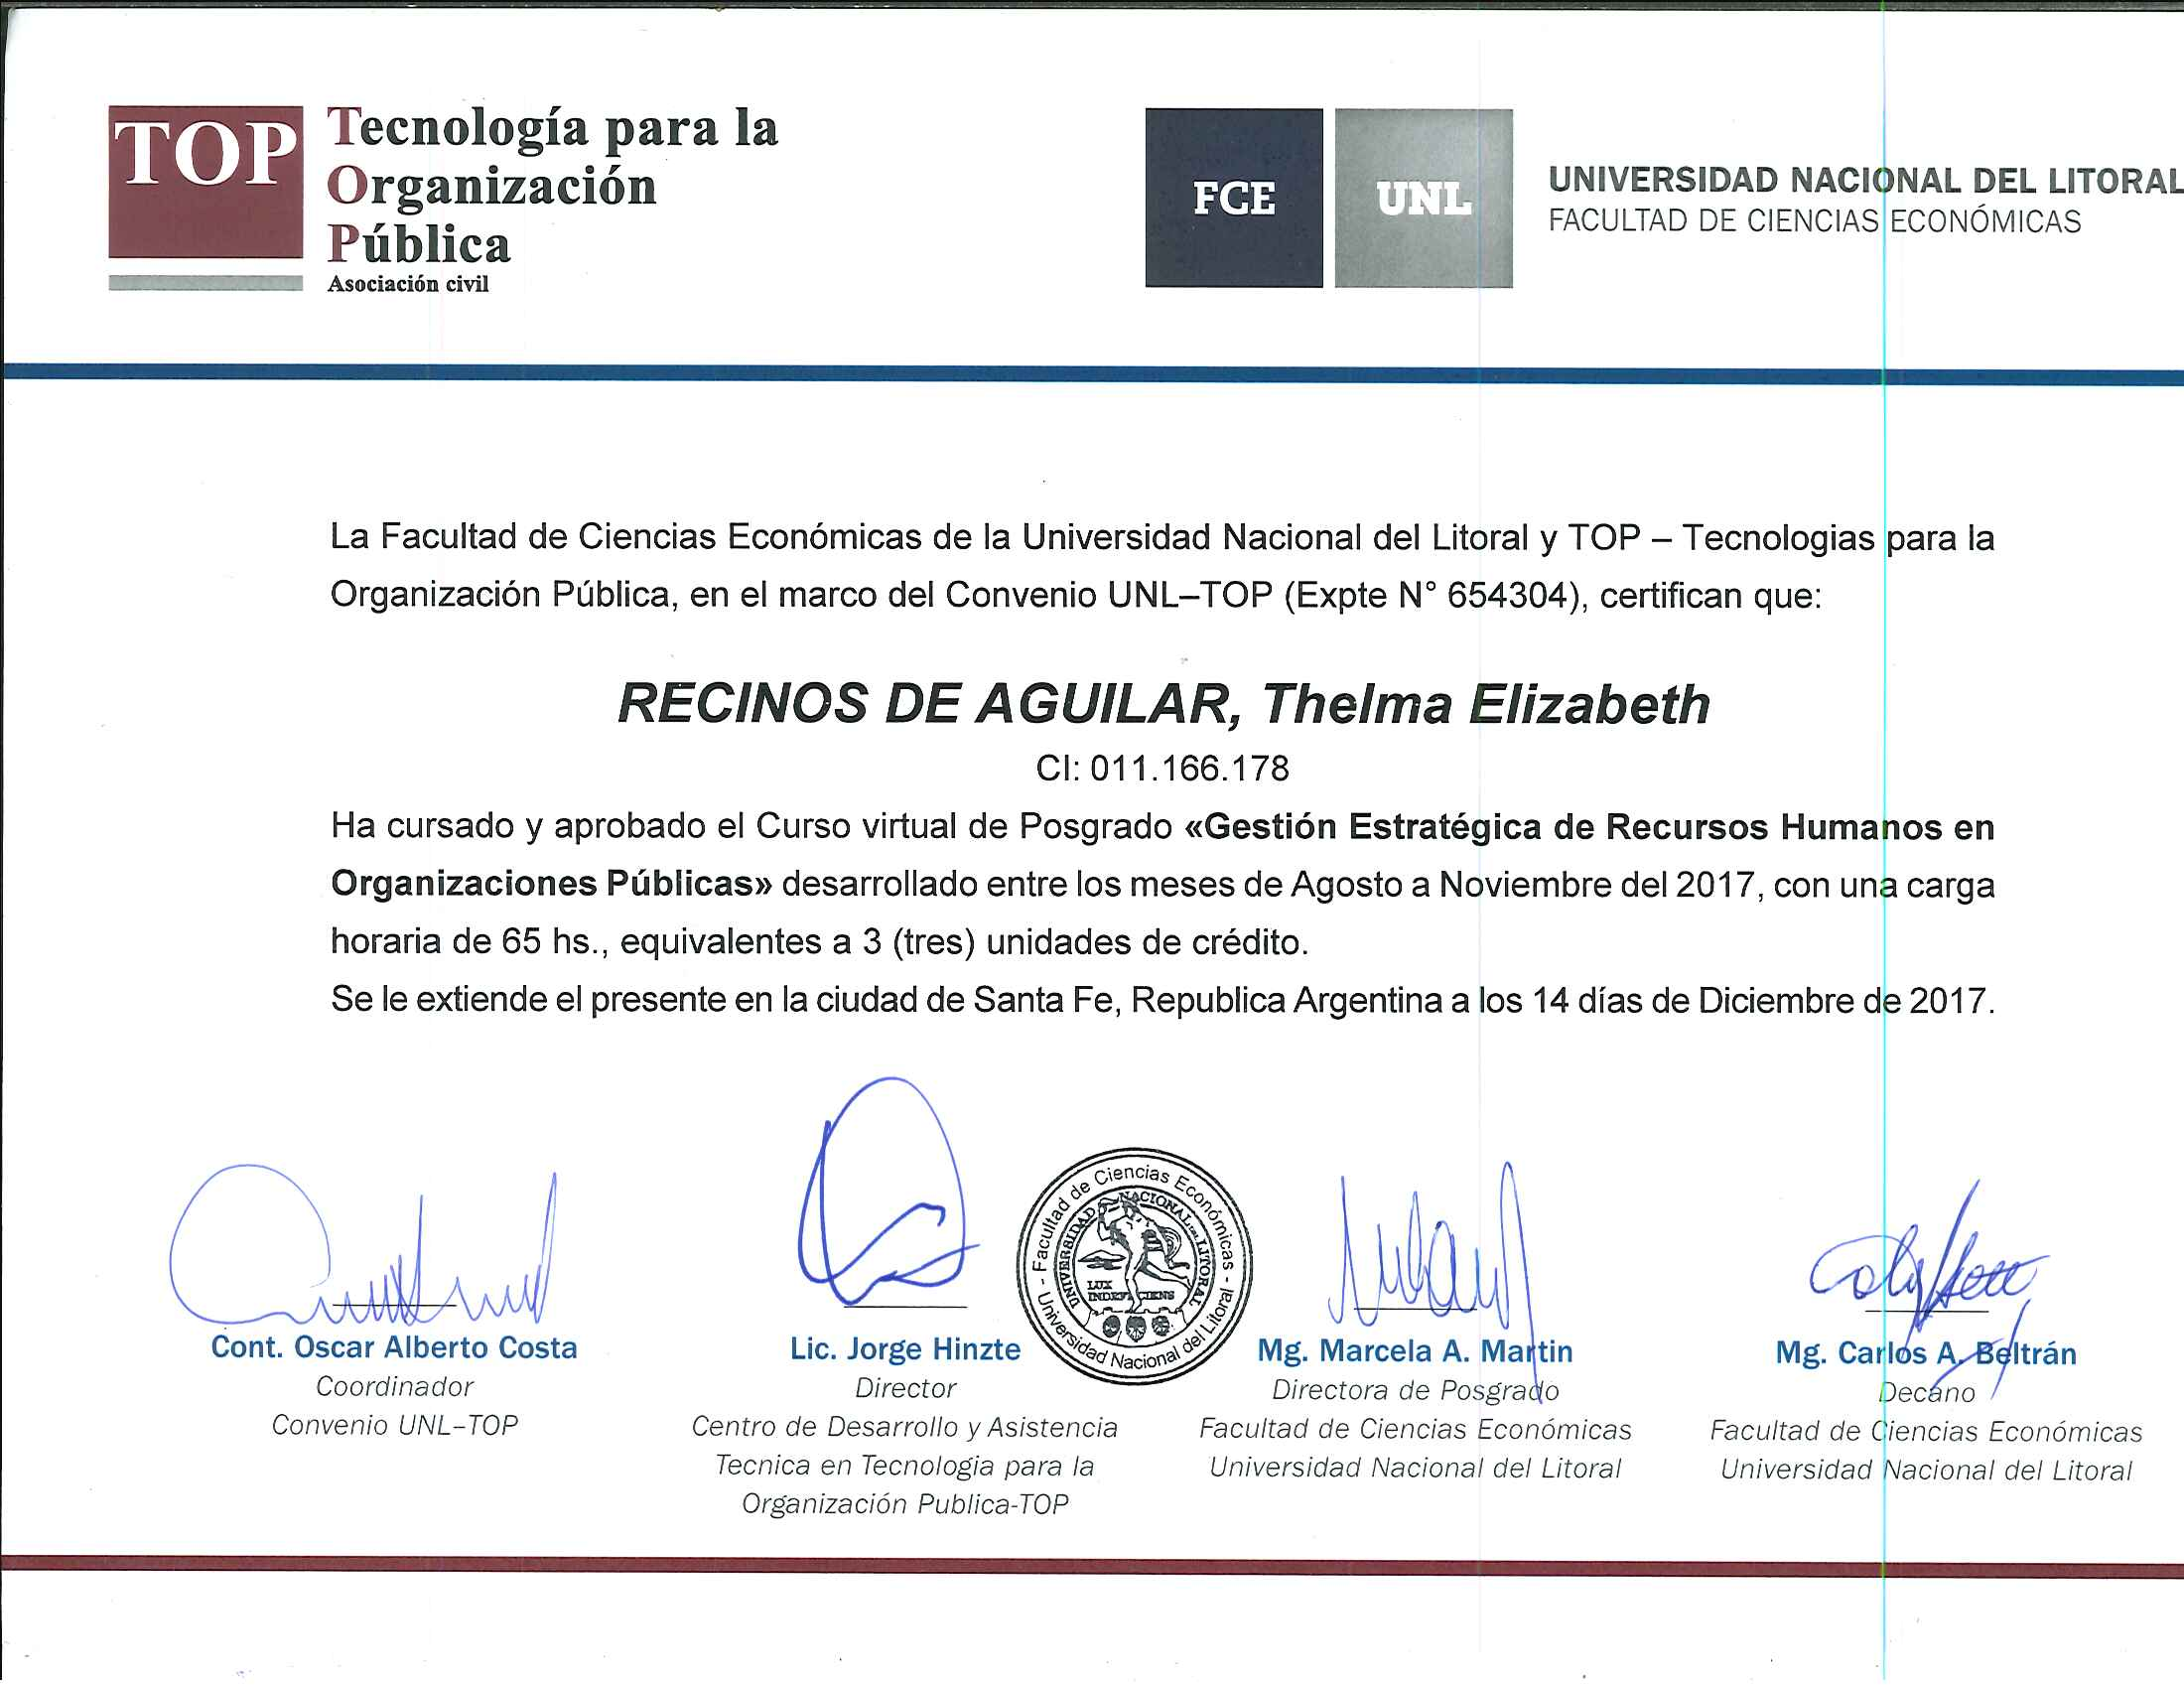 TOP
Tecnología para la
Organización
Pública
Asociación civil
FCE
UNL
UNIVERSIDAD NACIONAL DEL LITORAL
FACULTAD DE CIENCIAS ECONÓMICAS
La Facultad de Ciencias Económicas de la Universidad Nacional del Litoral y TOP – Tecnologias para la
Organización Pública, en el marco del Convenio UNL–TOP (Expte N° 654304), certifican que:
RECINOS DE AGUILAR, Thelma Elizabeth
CI: 011.166.178
Ha cursado y aprobado el Curso virtual de Posgrado «Gestión Estratégica de Recursos Humanos en
Organizaciones Públicas» desarrollado entre los meses de Agosto a Noviembre del 2017, con una carga
horaria de 65 hs., equivalentes a 3 (tres) unidades de crédito.
Se le extiende el presente en la ciudad de Santa Fe, Republica Argentina a los 14 días de Diciembre de 2017.
Cont. Oscar Alberto Costa
Coordinador
Convenio UNL–TOP
Lic. Jorge Hinzte
Director
Centro de Desarrollo y Asistencia
Tecnica en Tecnologia para la
Organización Publica-TOP
- Facultad de Ciencias Económicas -
Universidad Nacional del Litoral
UNIVERSIDAD NACIONAL DEL LITORAL
LUX
INDEFICIENS
Mg. Marcela A. Martin
Directora de Posgrado
Facultad de Ciencias Económicas
Universidad Nacional del Litoral
Mg. Carlos A. Beltrán
Decano
Facultad de Ciencias Económicas
Universidad Nacional del Litoral